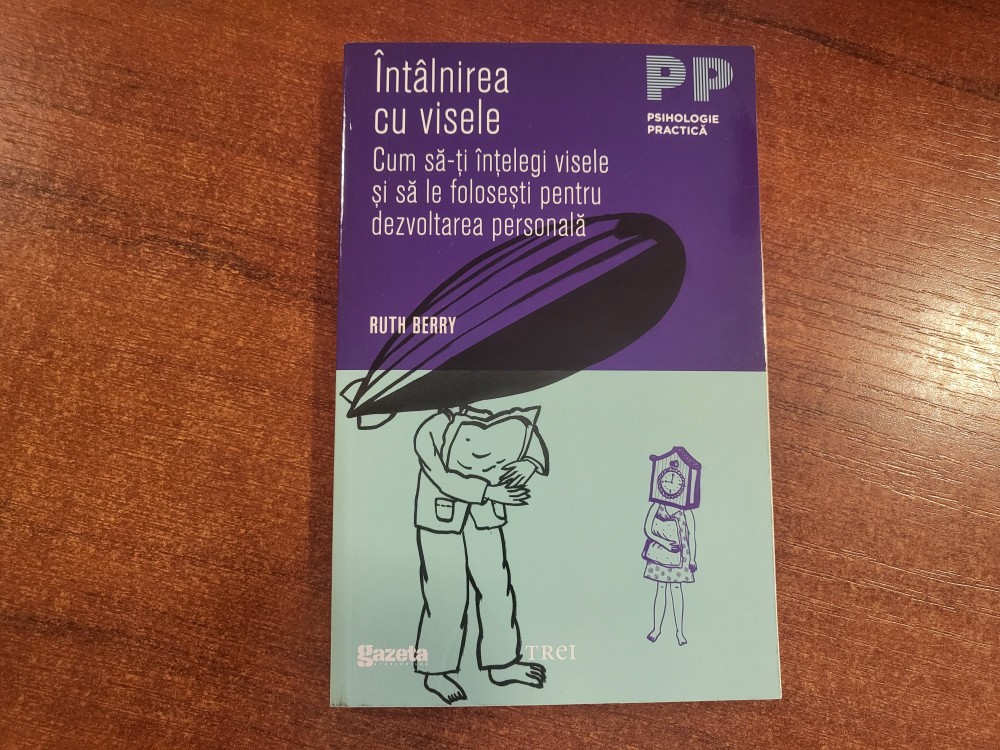 Întâlnirea
cu visele
Cum să-ți înțelegi visele
și să le folosești pentru
dezvoltarea personală
PP
PSIHOLOGIE
PRACTICĂ
RUTH BERRY
gazeta
TREI